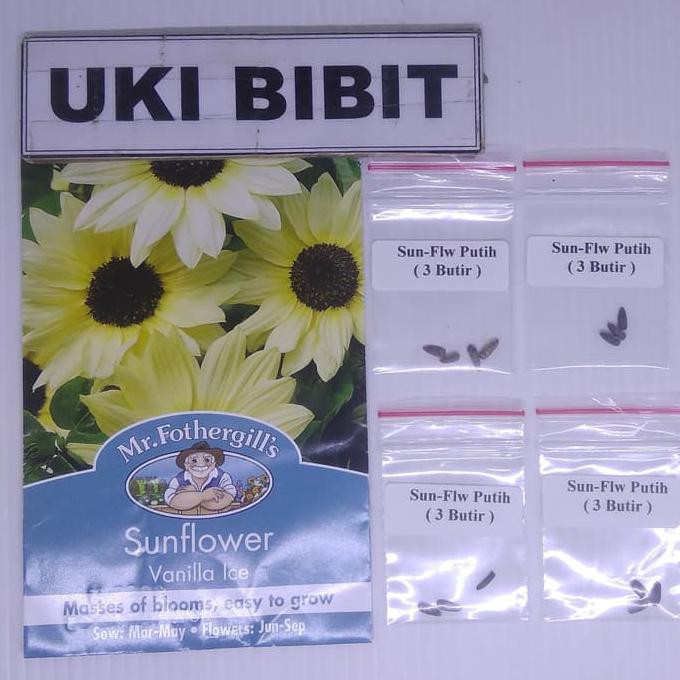 UKI BIBIT
Mr.Fothergill's
Sunflower
Vanilla Ice
Masses of blooms, easy to grow
Sow: Mar-May • Flowers: Jun-Sep
Sun-Flw Putih
( 3 Butir )
Sun-Flw Putih
( 3 Butir )
Sun-Flw Putih
( 3 Butir )
Sun-Flw Putih
( 3 Butir )